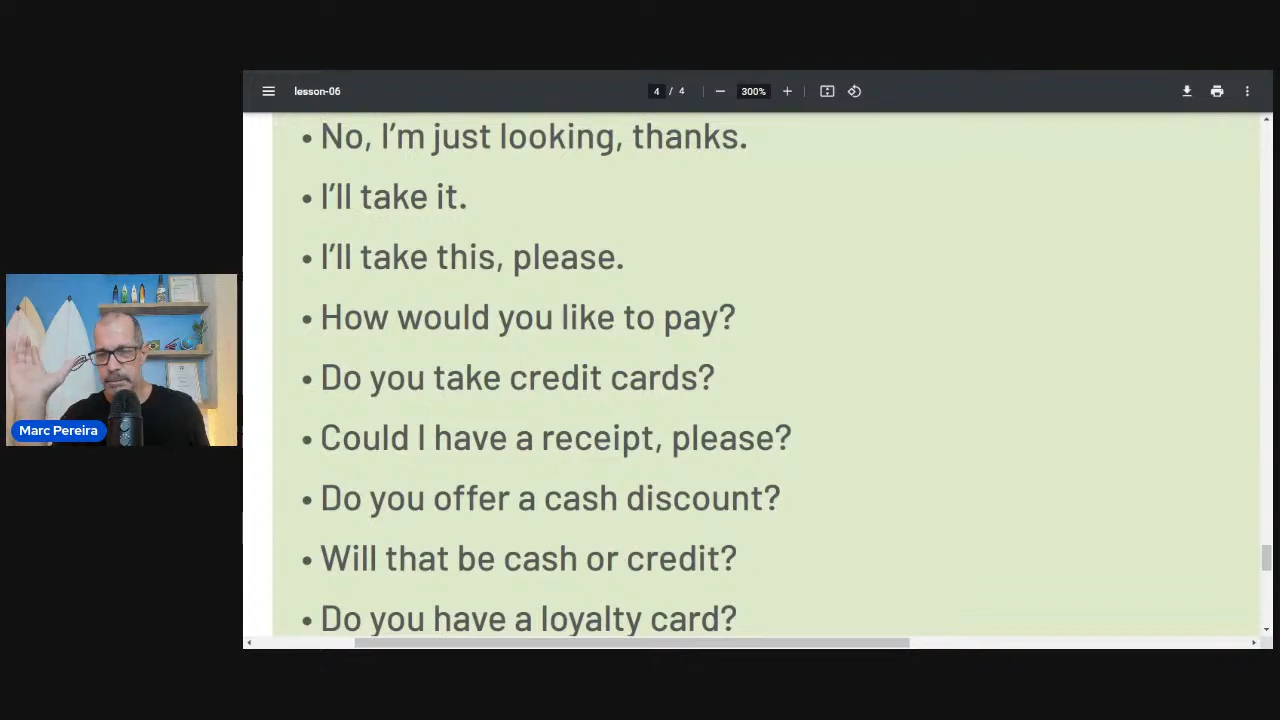 lesson-06
4 / 4
300%
• No, I’m just looking, thanks.
• I’ll take it.
• I’ll take this, please.
• How would you like to pay?
• Do you take credit cards?
• Could I have a receipt, please?
• Do you offer a cash discount?
• Will that be cash or credit?
• Do you have a loyalty card?
Marc Pereira